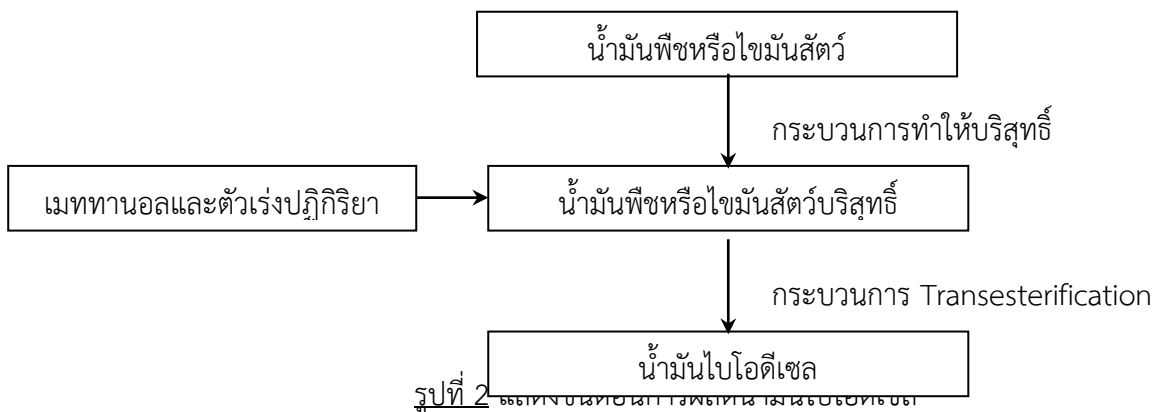 น้ำมันพืชหรือไขมันสัตว์
กระบวนการทำให้บริสุทธิ์
เมททานอลและตัวเร่งปฏิกิริยา
น้ำมันพืชหรือไขมันสัตว์บริสุทธิ์
กระบวนการ Transesterification
น้ำมันไบโอดีเซล
รูปที่ 2